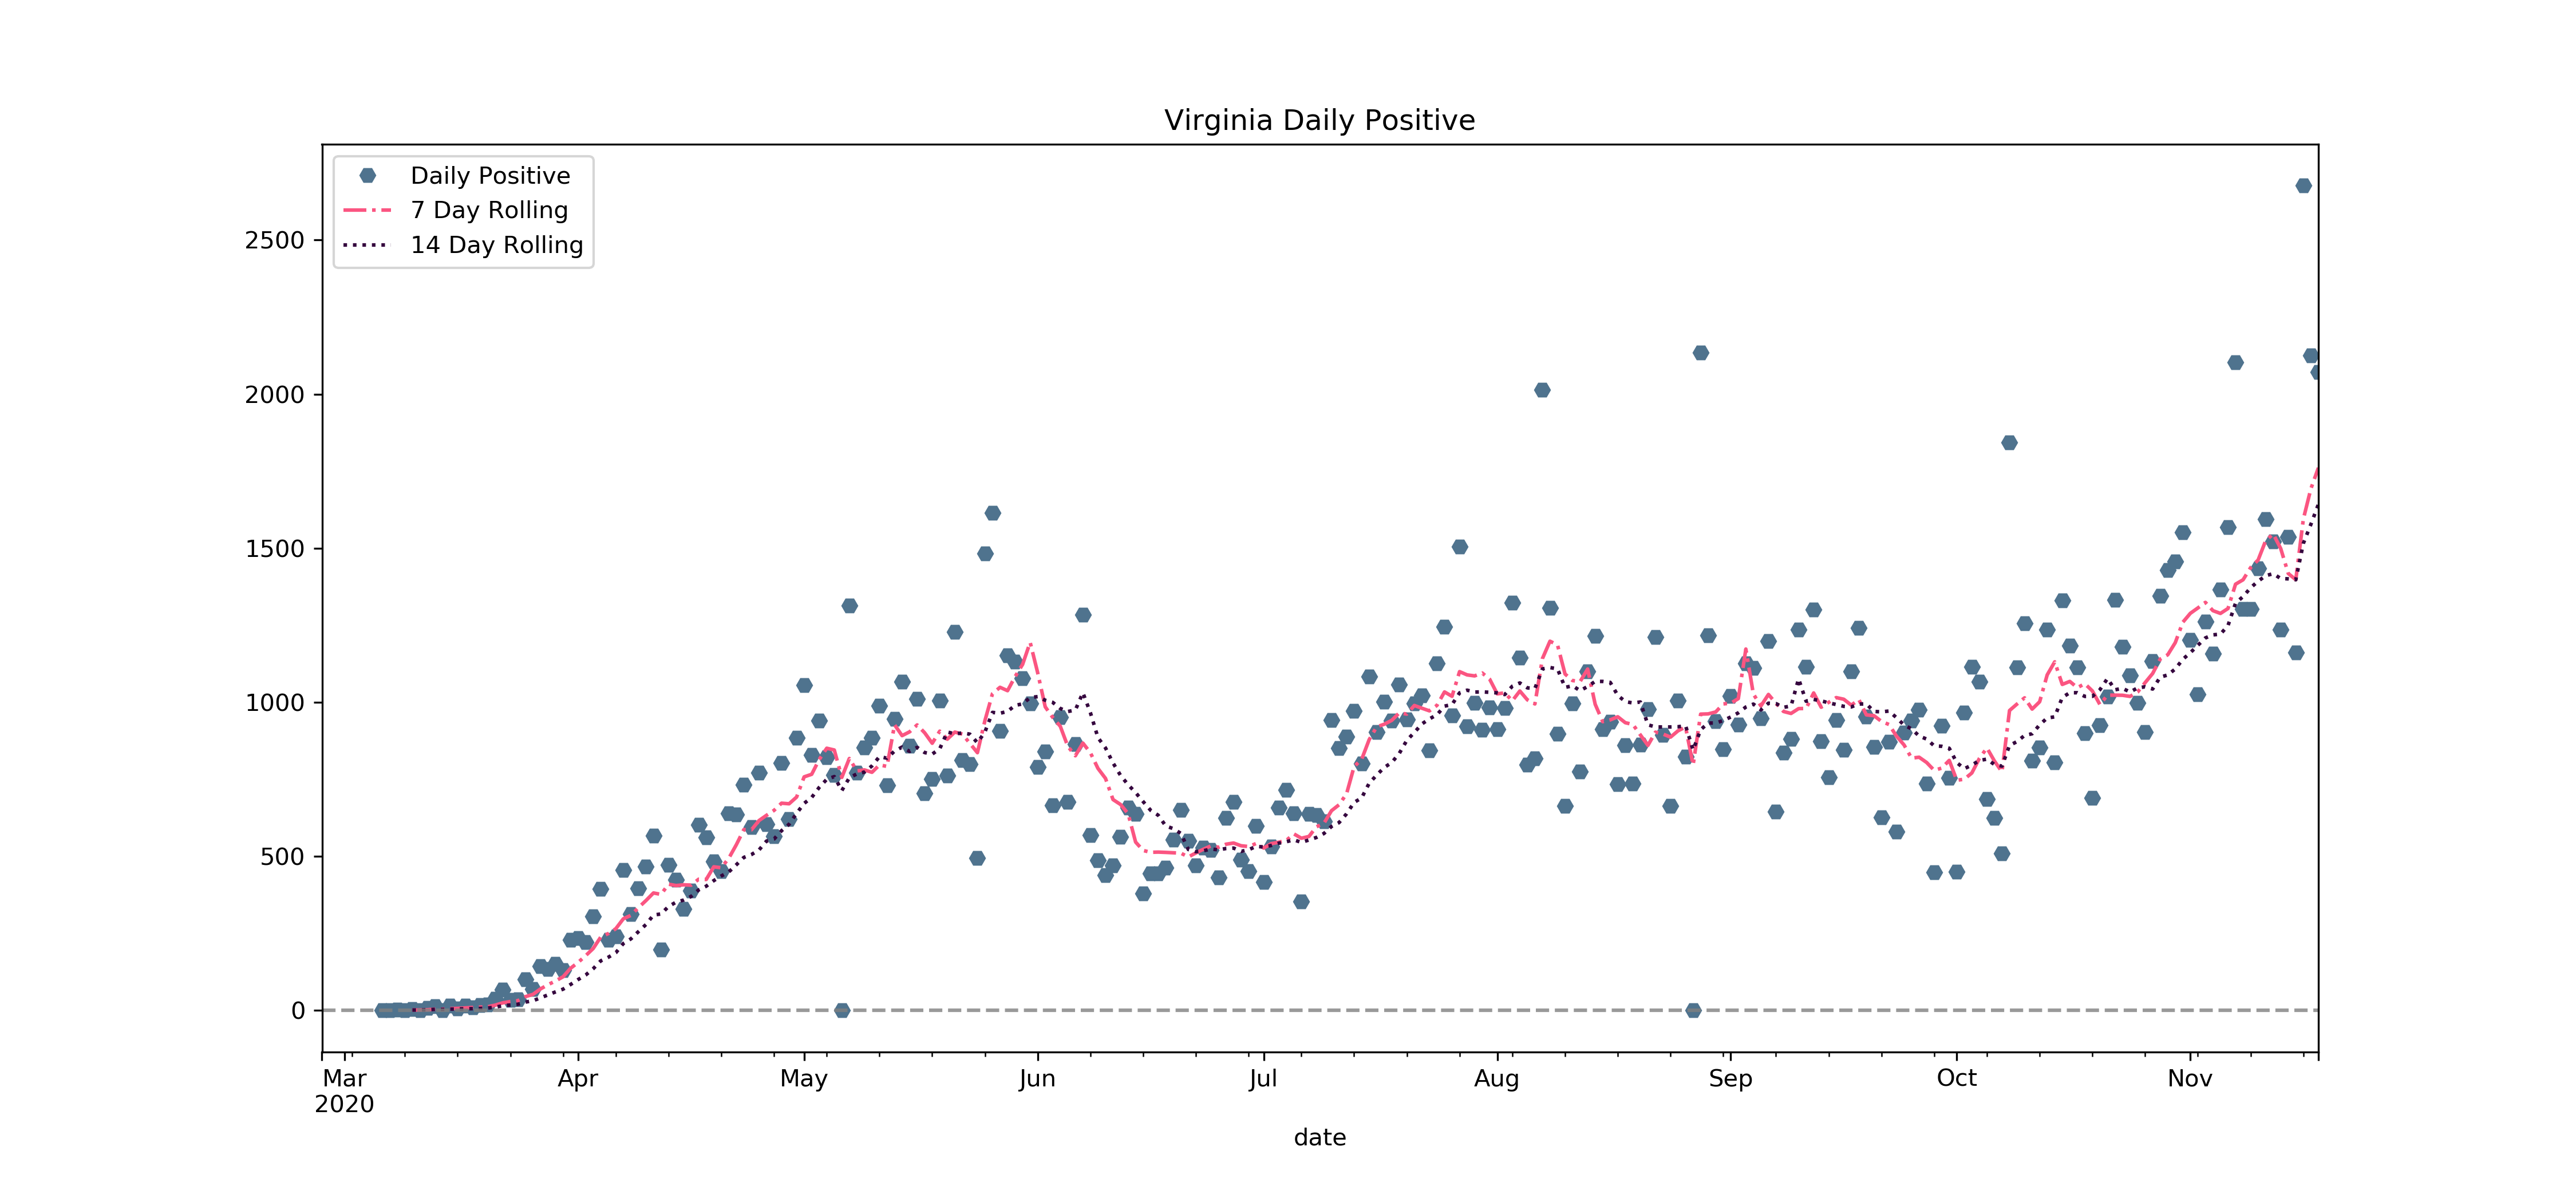 Virginia Daily Positive
Daily Positive
7 Day Rolling
14 Day Rolling
2500
2000
1500
1000
500
0
Mar Apr May Jun Jul Aug Sep Oct Nov
2020
date